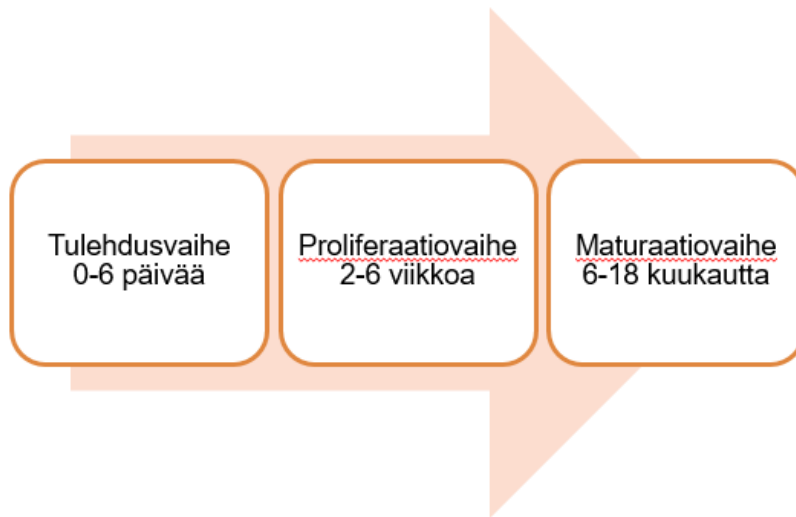 Tulehdusvaihe
0-6 päivää
Proliferaatiovaihe
2-6 viikkoa
Maturaatiovaihe
6-18 kuukautta